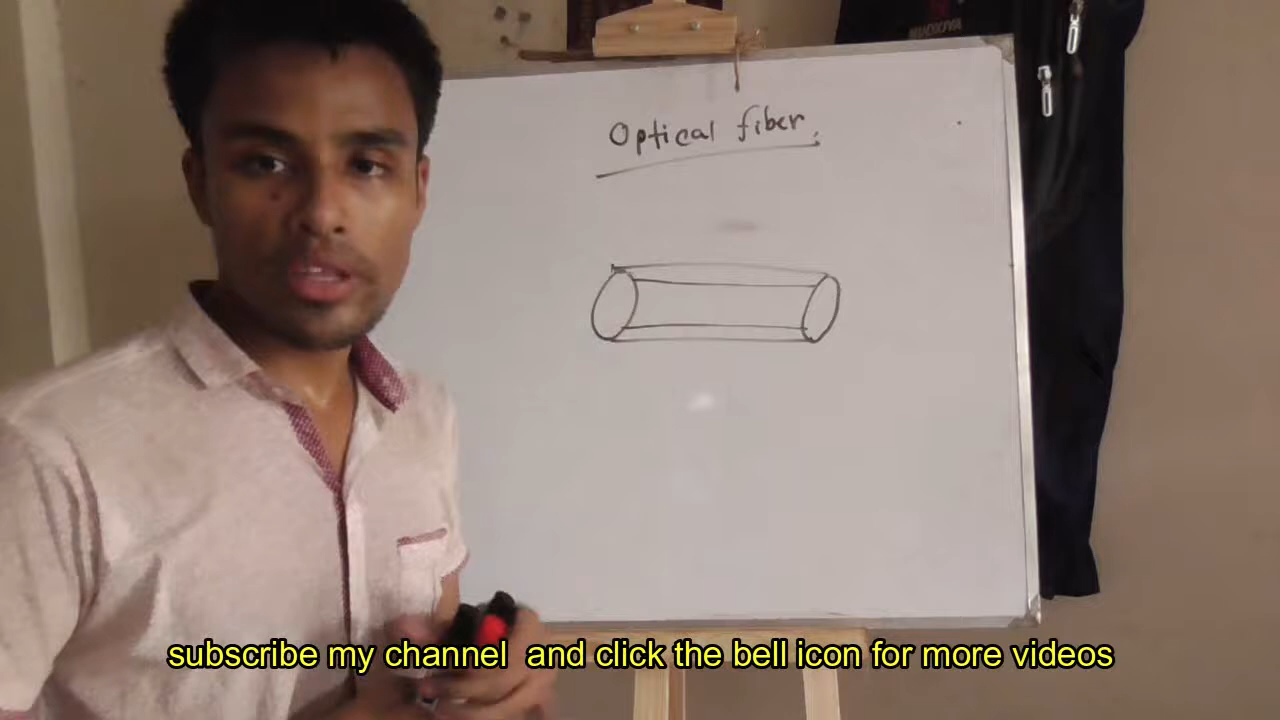 Optical fiber.
subscribe my channel  and click the bell icon for more videos